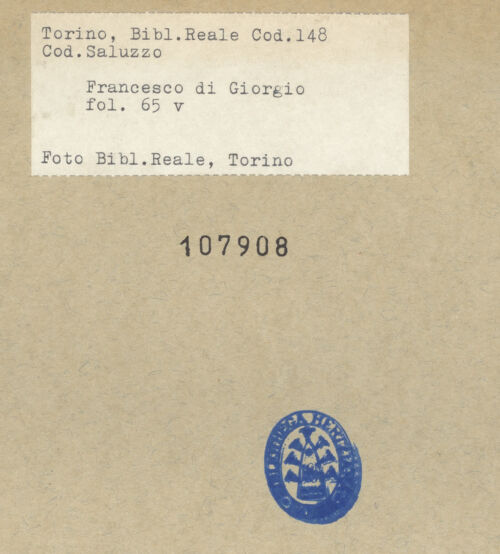 Torino, Bibl.Reale Cod.148
Cod.Saluzzo
Francesco di Giorgio
fol. 65 v
Foto Bibl.Reale, Torino
107908